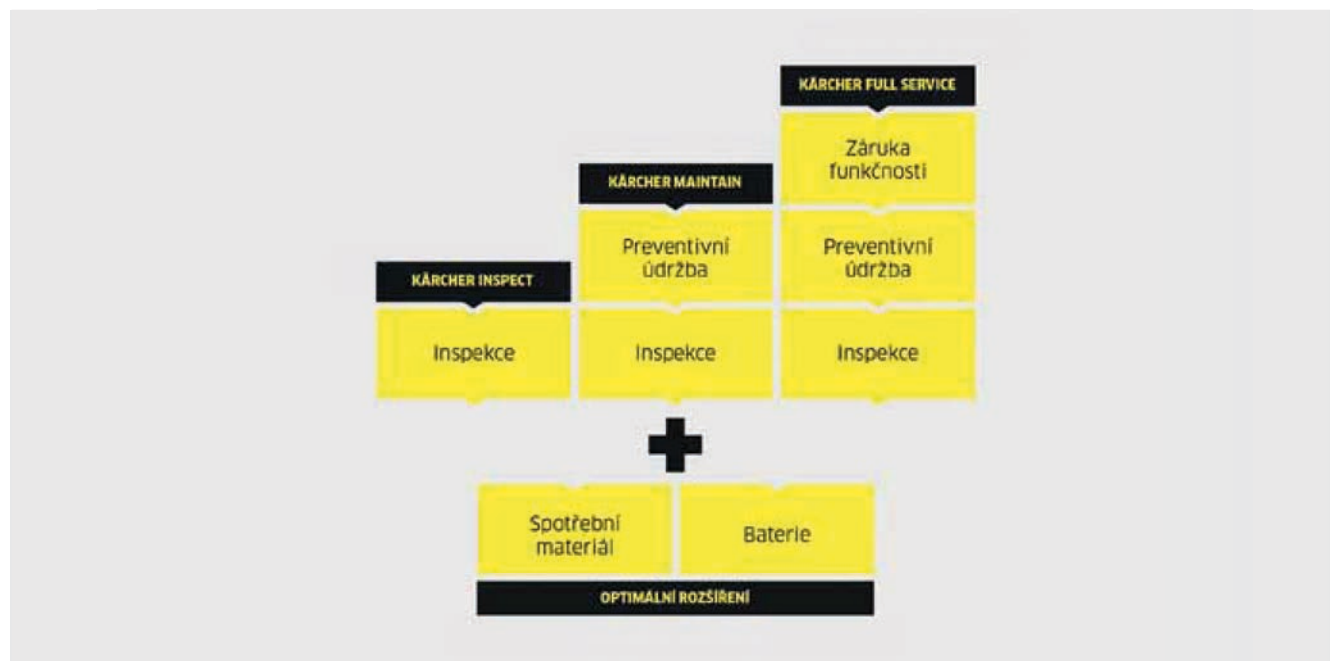 KÄRCHER FULL SERVICE
Záruka
funkčnosti
KÄRCHER MAINTAIN
Preventivní
údržba
Preventivní
údržba
KÄRCHER INSPECT
Inspekce
Inspekce
Inspekce
Spotřební
materiál
Baterie
OPTIMÁLNÍ ROZŠÍŘENÍ